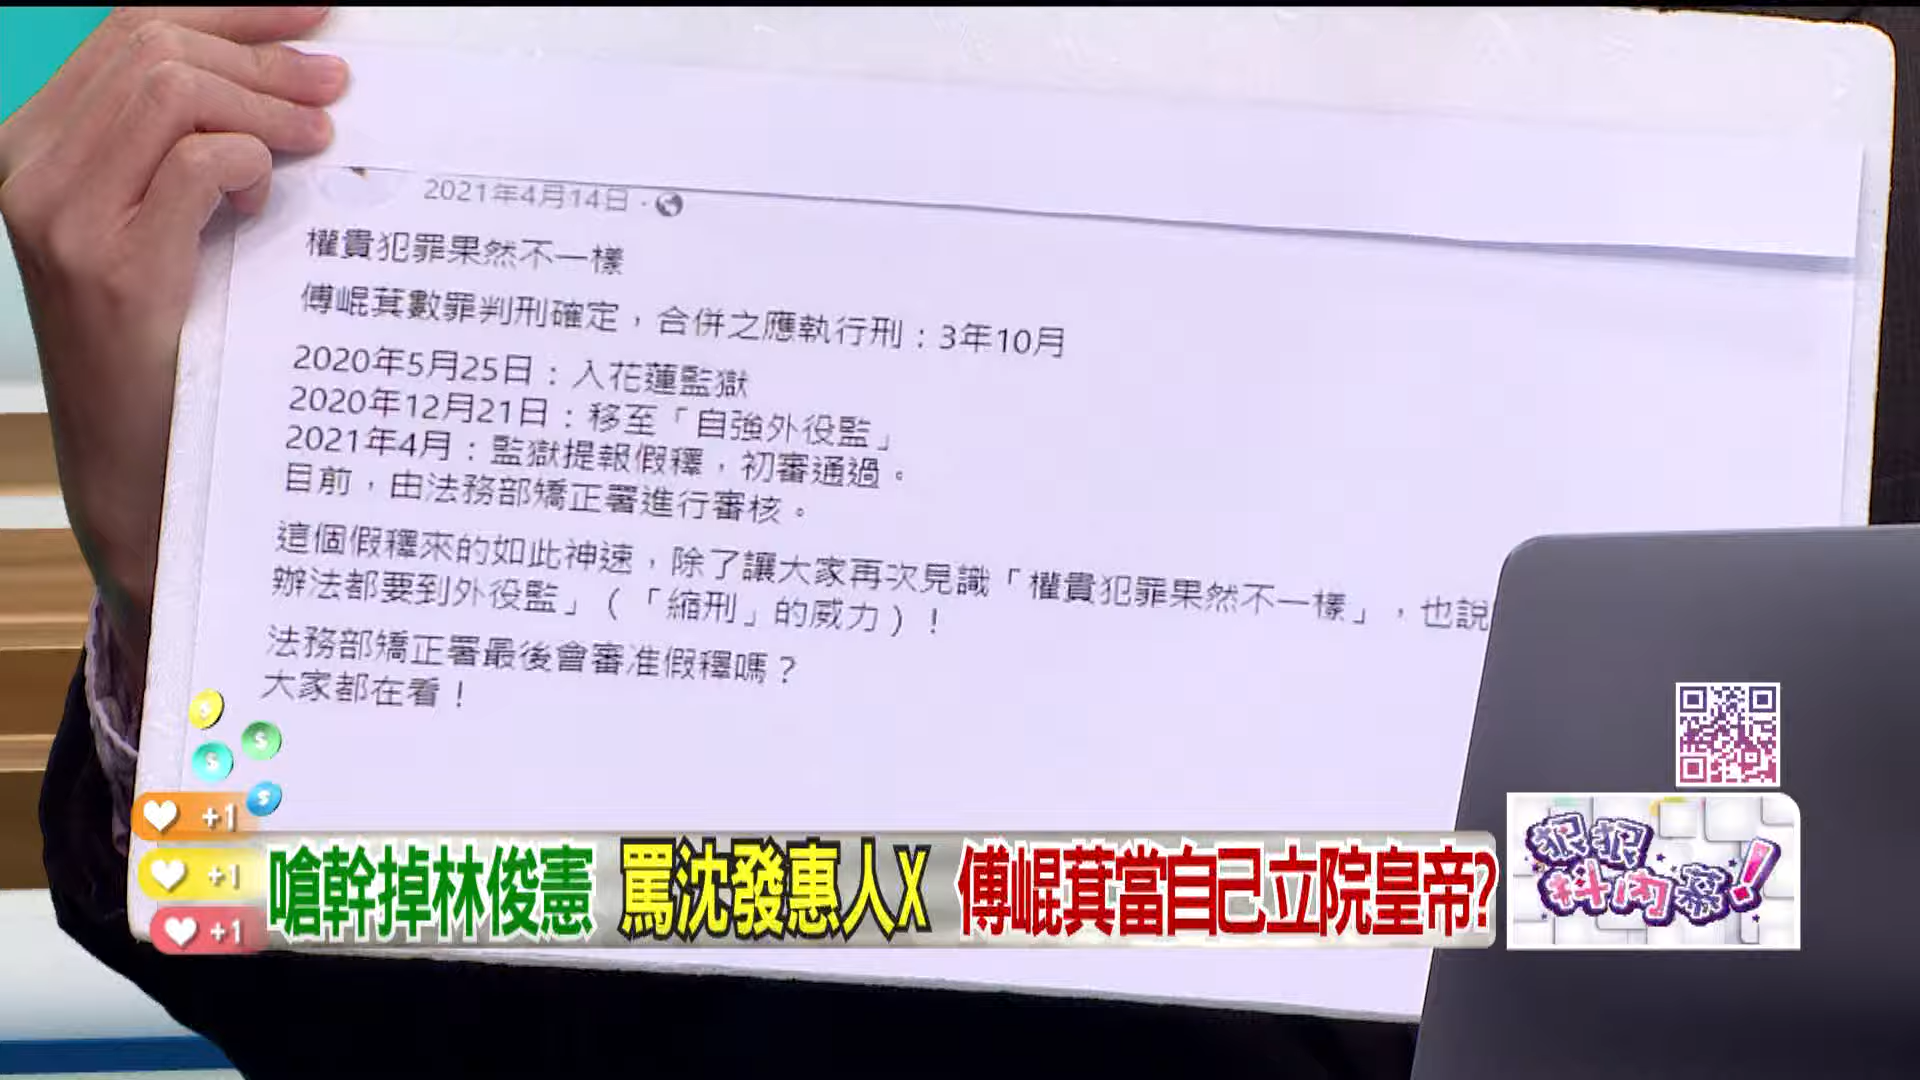 2021年4月14日 ·
權貴犯罪果然不一樣
傅崐萁數罪判刑確定，合併之應執行刑：3年10月
2020年5月25日：入花蓮監獄
2020年12月21日：移至「自強外役監」
2021年4月：監獄提報假釋，初審通過。
目前，由法務部矯正署進行審核。
這個假釋來的如此神速，除了讓大家再次見識「權貴犯罪果然不一樣」，也說
辦法都要到外役監」（「縮刑」的威力）！
法務部矯正署最後會審准假釋嗎？
大家都在看！
+1
+1
+1
嗆幹掉林俊憲 罵沈發惠人X 傅崐萁當自己立院皇帝?
狠狠
抖內幕!